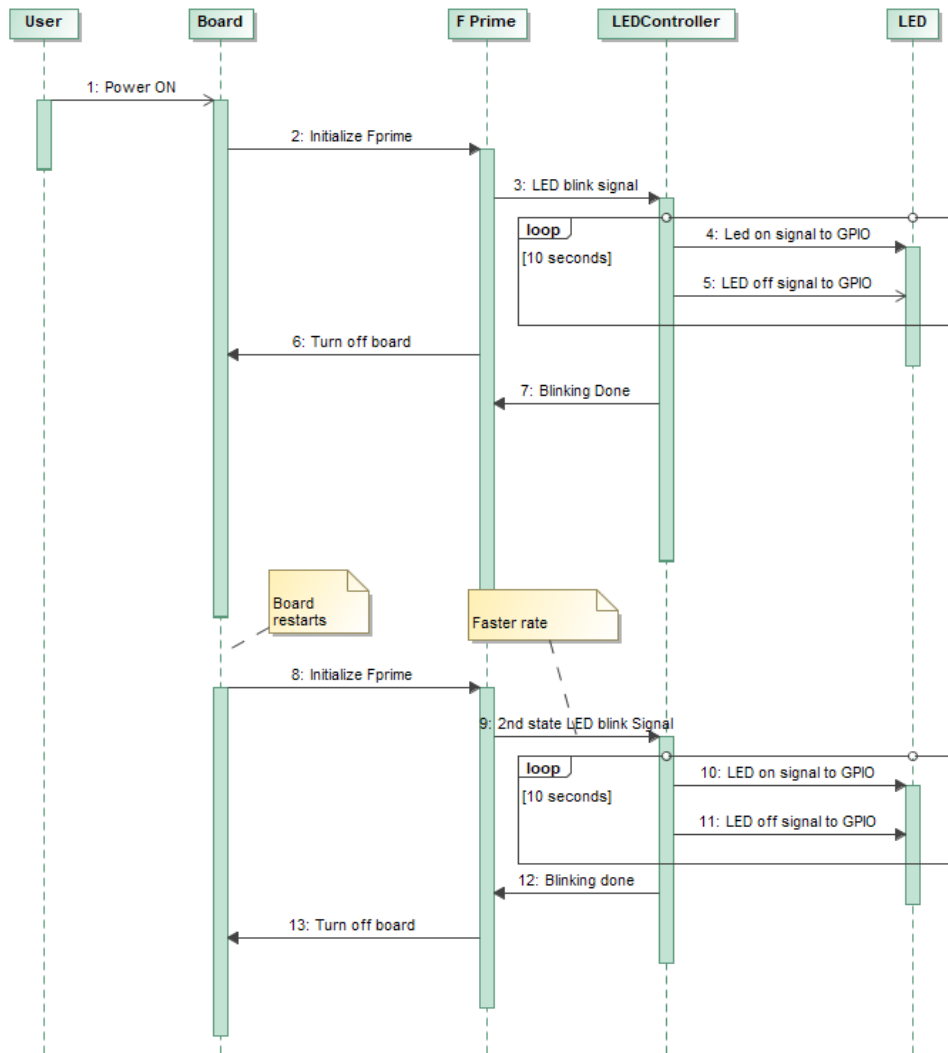 User
Board
F Prime
LEDController
LED
1: Power ON
2: Initialize Fprime
3: LED blink signal
loop
4: Led on signal to GPIO
[10 seconds]
5: LED off signal to GPIO
6: Turn off board
7: Blinking Done
Board
restarts
Faster rate
8: Initialize Fprime
9: 2nd state LED blink Signal
loop
10: LED on signal to GPIO
[10 seconds]
11: LED off signal to GPIO
12: Blinking done
13: Turn off board